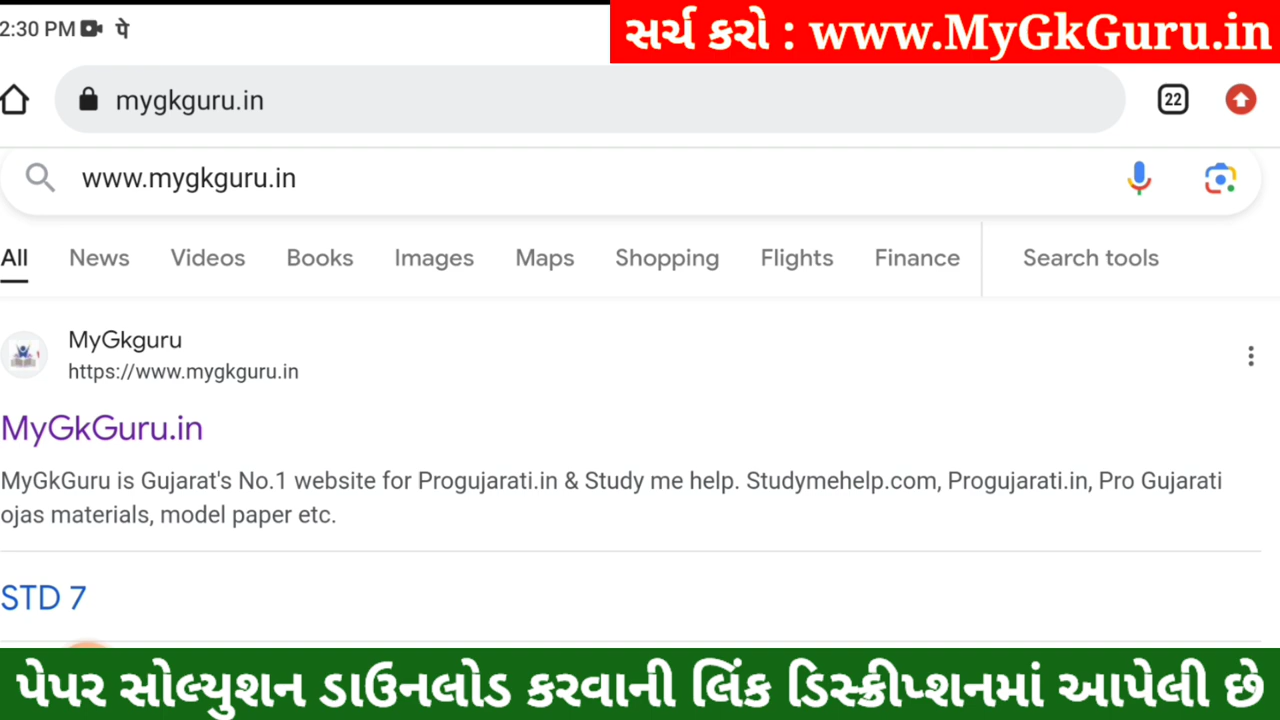 2:30 PM पे
સર્ચ કરો : www.MyGkGuru.in
mygkguru.in
22
www.mygkguru.in
All News Videos Books Images Maps Shopping Flights Finance Search tools
MyGkguru
https://www.mygkguru.in
MyGkGuru.in
MyGkGuru is Gujarat's No.1 website for Progujarati.in & Study me help. Studymehelp.com, Progujarati.in, Pro Gujarati
ojas materials, model paper etc.
STD 7
પેપર સોલ્યુશન ડાઉનલોડ કરવાની લિંક ડિસ્ક્રીપ્શનમાં આપેલી છે